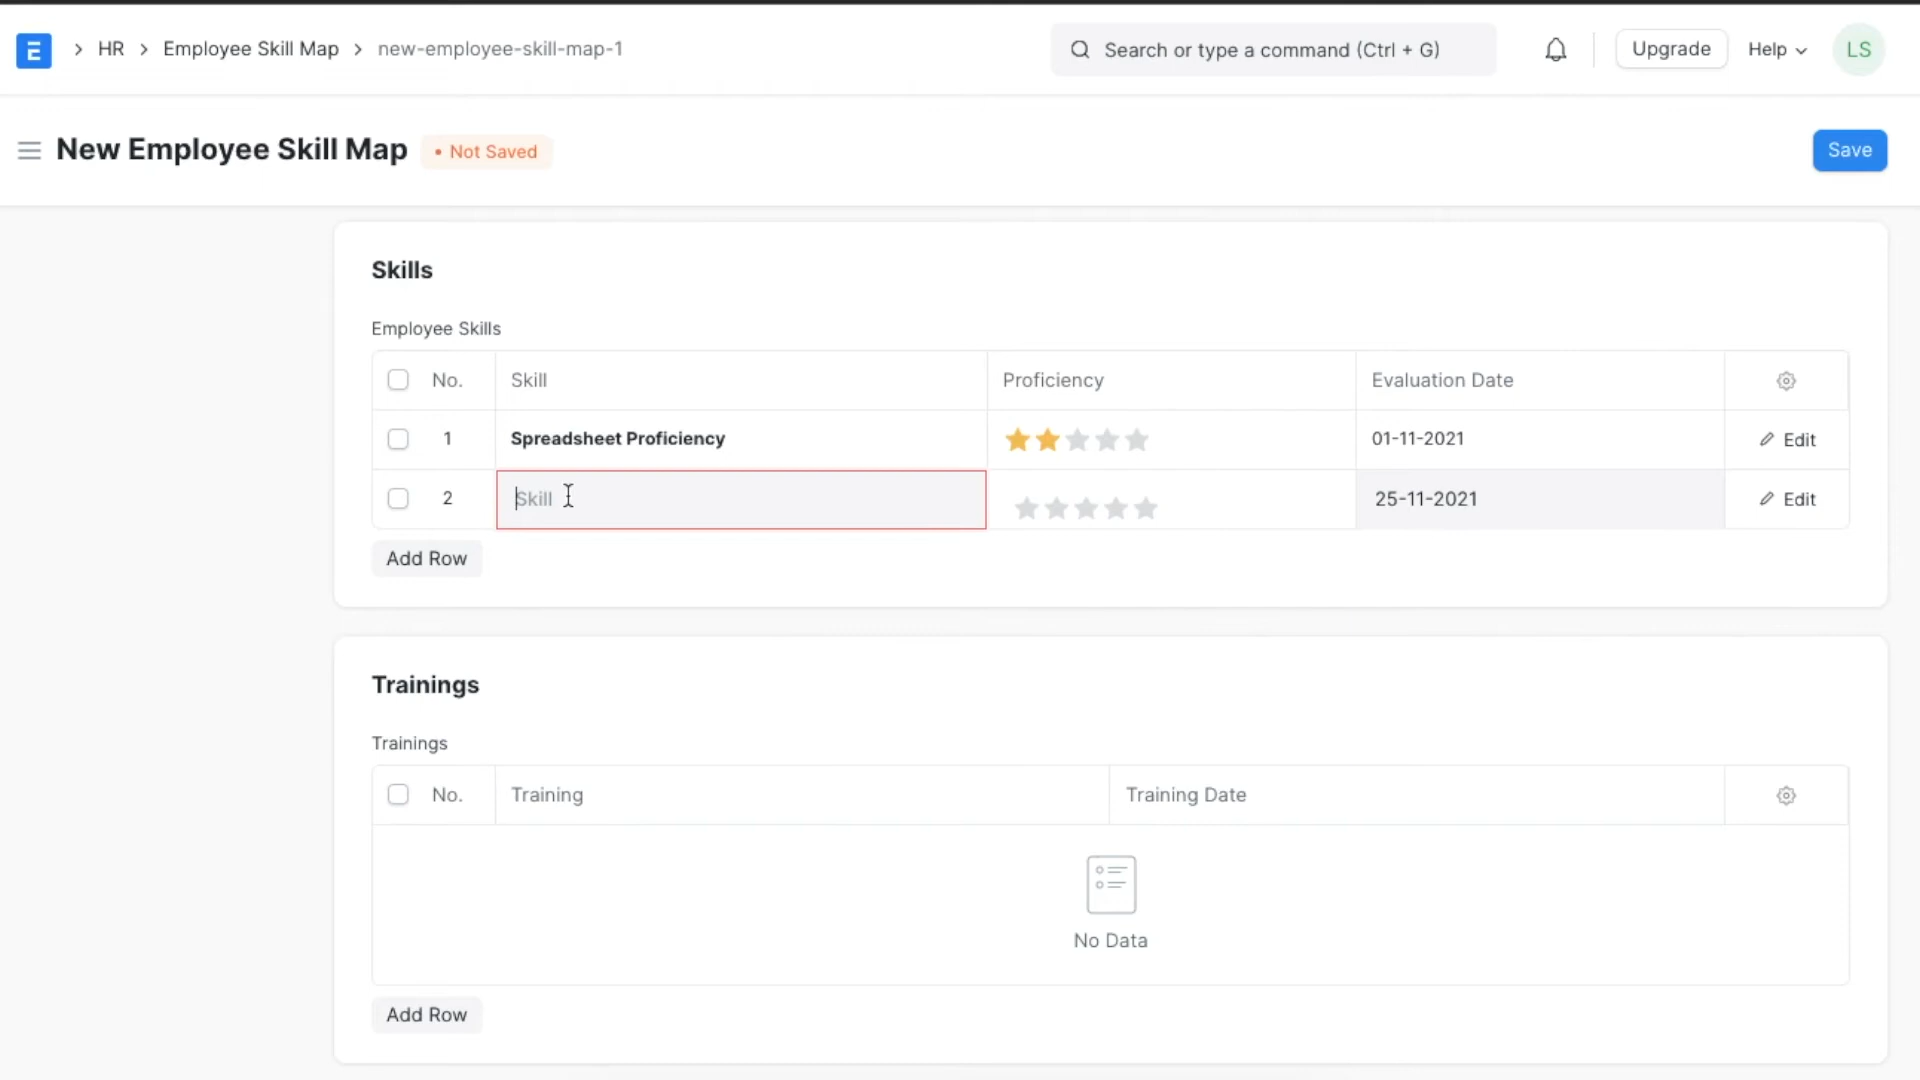 E > HR > Employee Skill Map > new-employee-skill-map-1 Search or type a command (Ctrl + G) Upgrade Help LS
New Employee Skill Map • Not Saved Save
Skills
Employee Skills
No. Skill Proficiency Evaluation Date
1 Spreadsheet Proficiency 01-11-2021 Edit
2 Skill 25-11-2021 Edit
Add Row
Trainings
Trainings
No. Training Training Date
No Data
Add Row